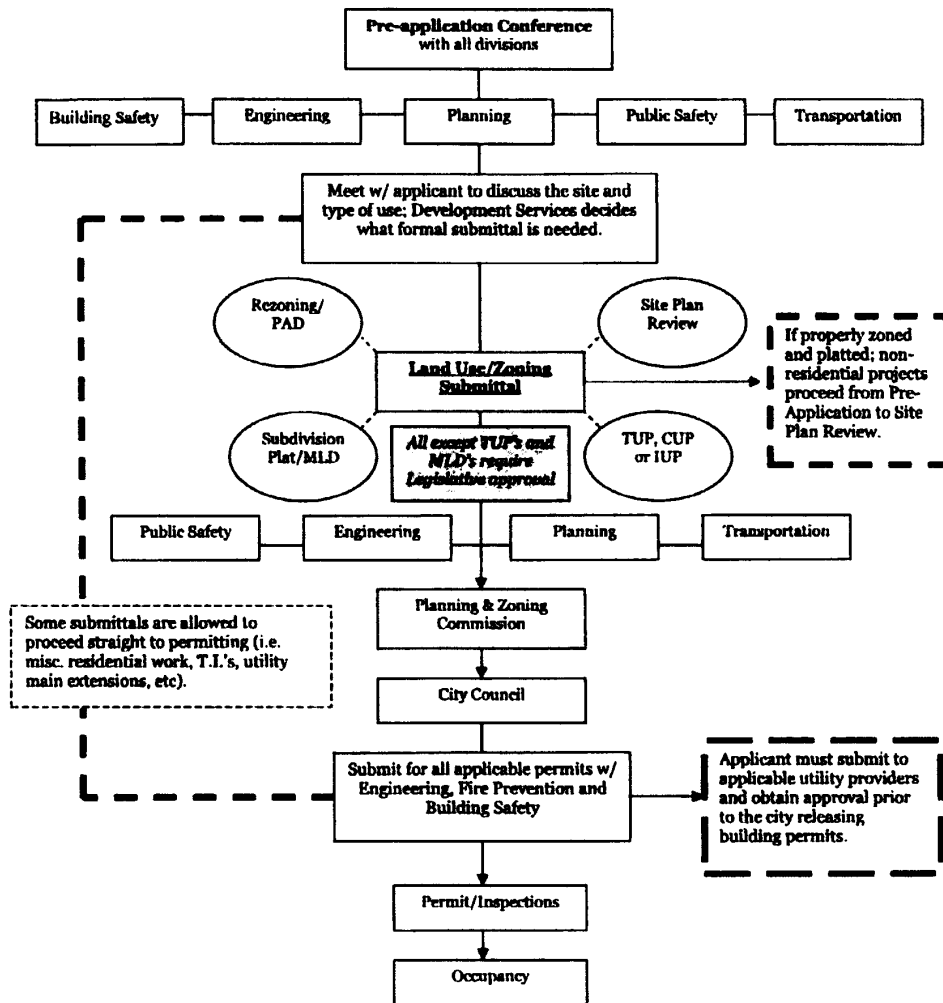 Pre-application Conference
with all divisions
Building Safety
Engineering
Planning
Public Safety
Transportation
Meet w/ applicant to discuss the site and
type of use; Development Services decides
what formal submittal is needed.
Rezoning/
PAD
Site Plan
Review
Land Use/Zoning
Submittal
If properly zoned
and platted; non-
residential projects
proceed from Pre-
Application to Site
Plan Review.
Subdivision
Plat/MLD
All except TUP's and
MLD's require
Legislative approval
TUP, CUP
or IUP
Public Safety
Engineering
Planning
Transportation
Planning & Zoning
Commission
Some submittals are allowed to
proceed straight to permitting (i.e.
misc. residential work, T.I.'s, utility
main extensions, etc).
City Council
Submit for all applicable permits w/
Engineering, Fire Prevention and
Building Safety
Applicant must submit to
applicable utility providers
and obtain approval prior
to the city releasing
building permits.
Permit/Inspections
Occupancy